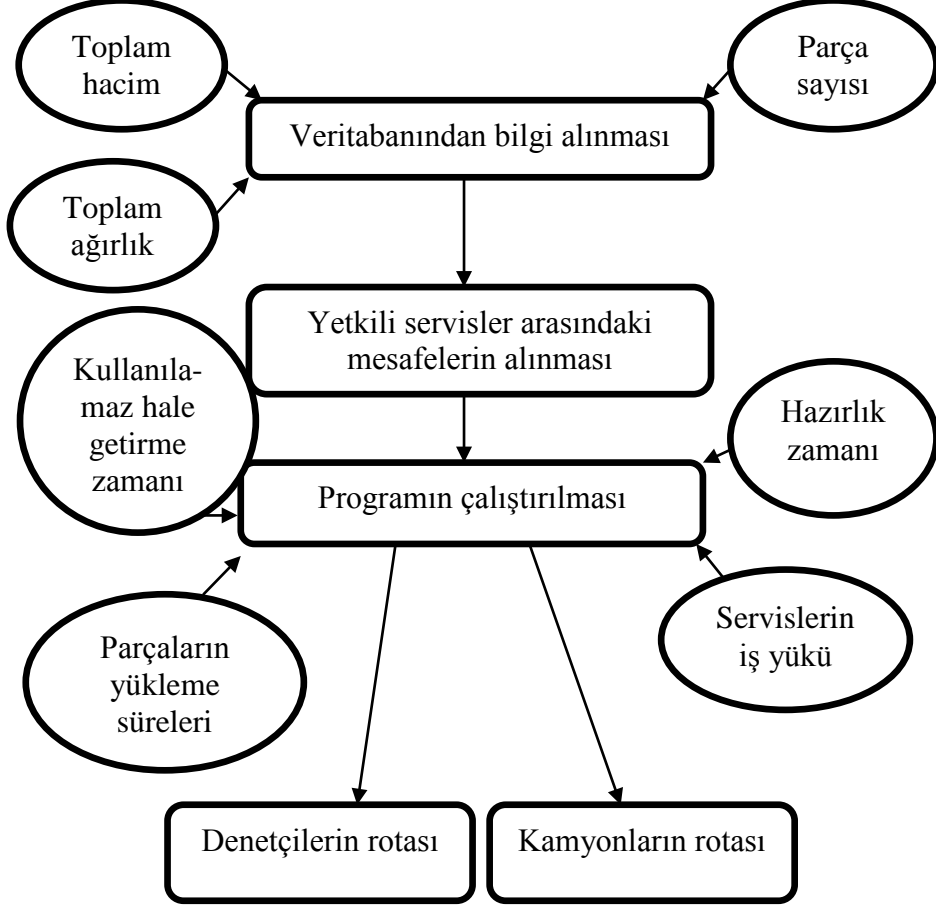 Toplam
hacim
Parça
sayısı
Veritabanından bilgi alınması
Toplam
ağırlık
Yetkili servisler arasındaki
mesafelerin alınması
Kullanıla-
maz hale
getirme
zamanı
Hazırlık
zamanı
Programın çalıştırılması
Parçaların
yükleme
süreleri
Servislerin
iş yükü
Denetçilerin rotası
Kamyonların rotası